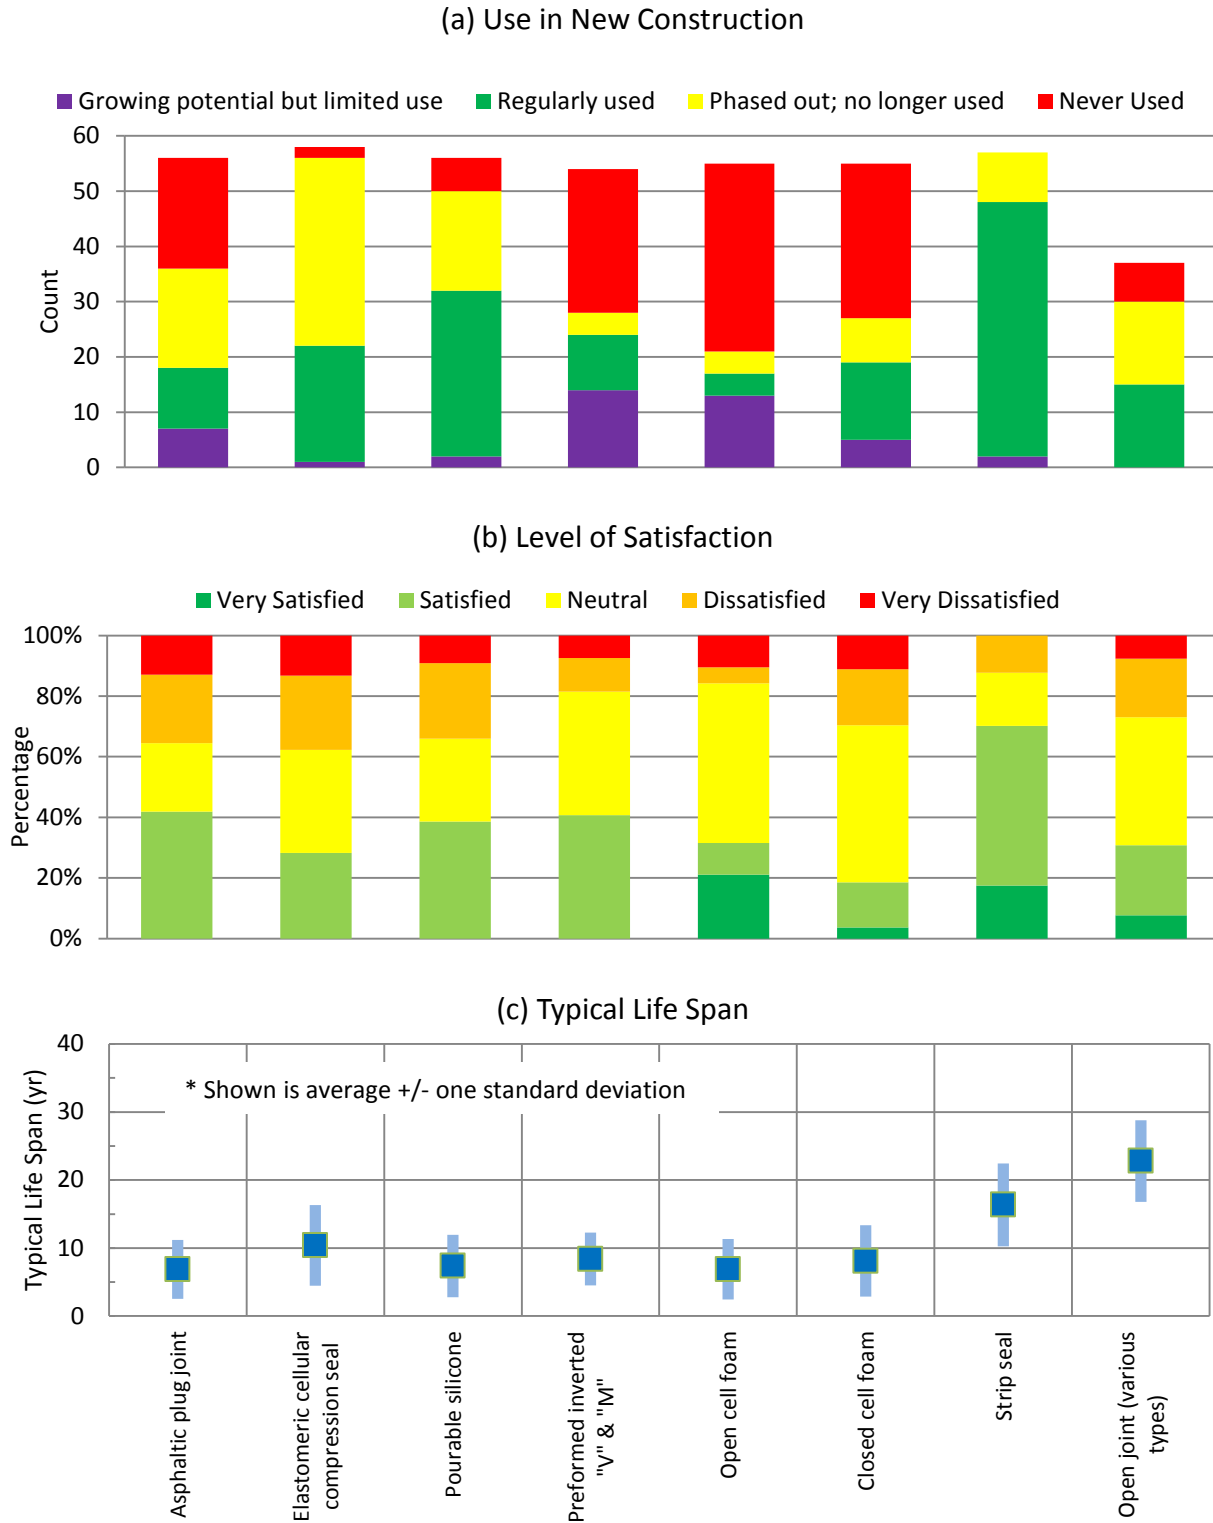 (a) Use in New Construction
Growing potential but limited use
Regularly used
Phased out; no longer used
Never Used
60
50
40
30
20
10
0
Count
(b) Level of Satisfaction
Very Satisfied
Satisfied
Neutral
Dissatisfied
Very Dissatisfied
100%
80%
60%
40%
20%
0%
Percentage
(c) Typical Life Span
40
30
20
10
0
Typical Life Span (yr)
* Shown is average +/- one standard deviation
Asphaltic plug joint
Elastomeric cellular
compression seal
Pourable silicone
Preformed inverted
"V" & "M"
Open cell foam
Closed cell foam
Strip seal
Open joint (various
types)